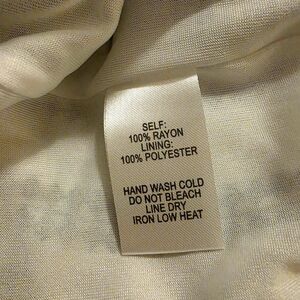 SELF:
100% RAYON
LINING:
100% POLYESTER
HAND WASH COLD
DO NOT BLEACH
LINE DRY
IRON LOW HEAT